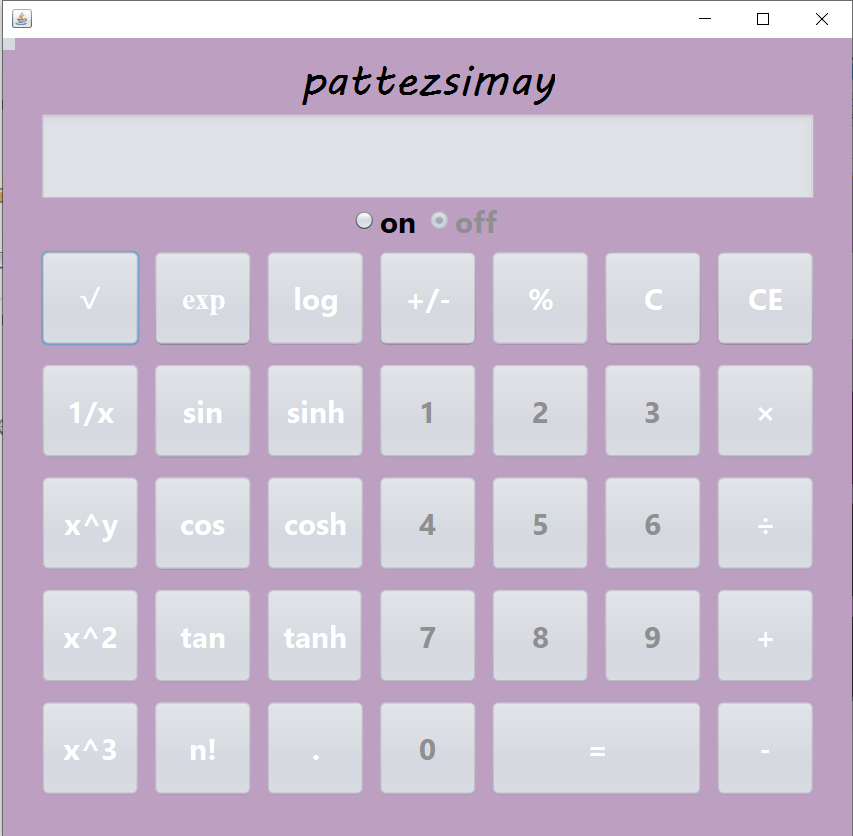 pattezsimay
on off
√ exp log +/- % C CE
1/x sin sinh 1 2 3 ×
x^y cos cosh 4 5 6 ÷
x^2 tan tanh 7 8 9 +
x^3 n! . 0 = -